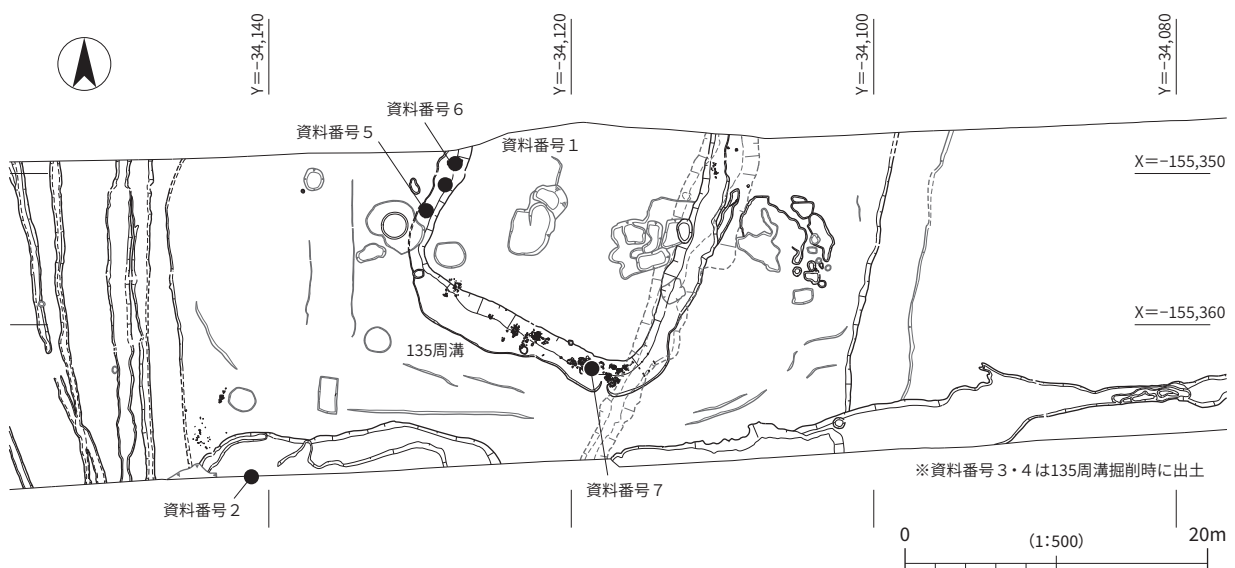 Y＝−34,140
Y＝−34,120
Y＝−34,100
Y＝−34,080
資料番号６
資料番号５
資料番号１
X＝−155,350
X＝−155,360
135周溝
※資料番号３・４は135周溝掘削時に出土
資料番号７
資料番号２
0
（1：500）
20m